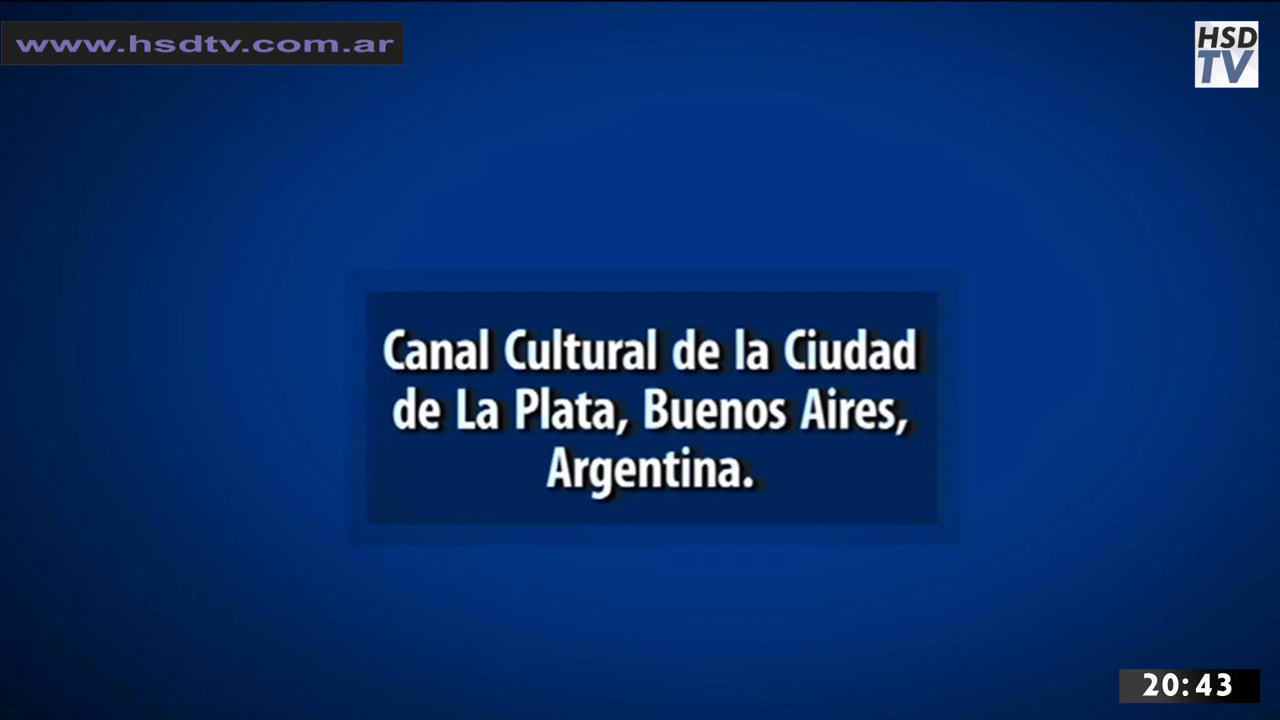 www.hsdtv.com.ar
HSD
TV
Canal Cultural de la Ciudad
de La Plata, Buenos Aires,
Argentina.
20:43